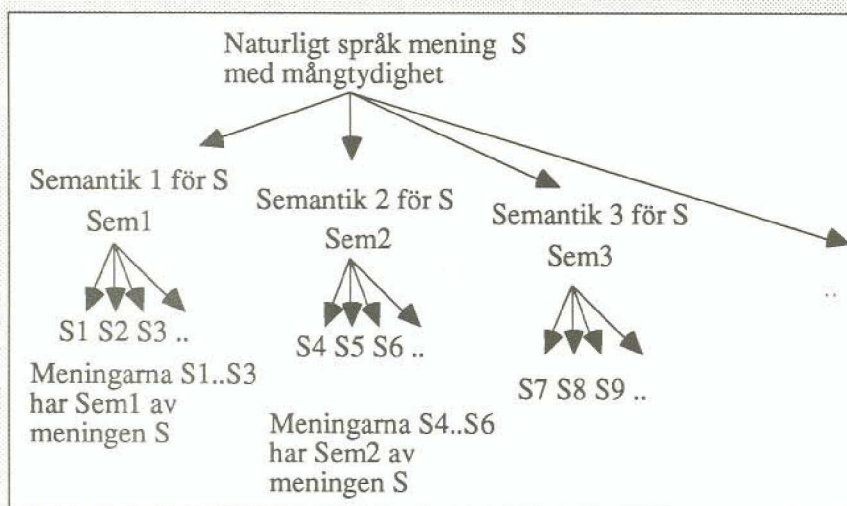 Naturligt språk mening S
med mångtydighet
Semantik 1 för S
Sem1
S1 S2 S3 ..
Meningarna S1..S3
har Sem1 av
meningen S
Semantik 2 för S
Sem2
S4 S5 S6 ..
Meningarna S4..S6
har Sem2 av
meningen S
Semantik 3 för S
Sem3
S7 S8 S9 ..
..